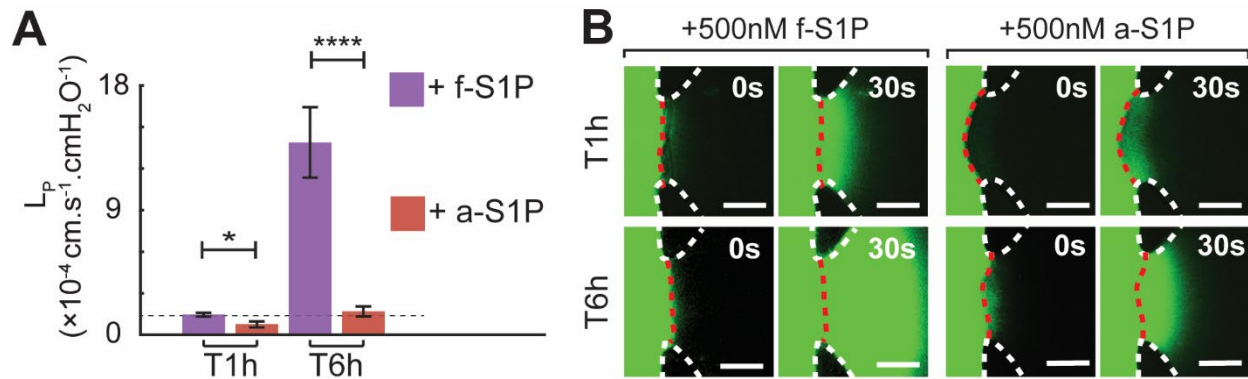 A
18
9
0
L_P
(×10⁻⁴ cm.s⁻¹.cmH₂O⁻¹)
*
****
+ f-S1P
+ a-S1P
T1h
T6h
B
+500nM f-S1P
+500nM a-S1P
T1h
0s
30s
0s
30s
T6h
0s
30s
0s
30s